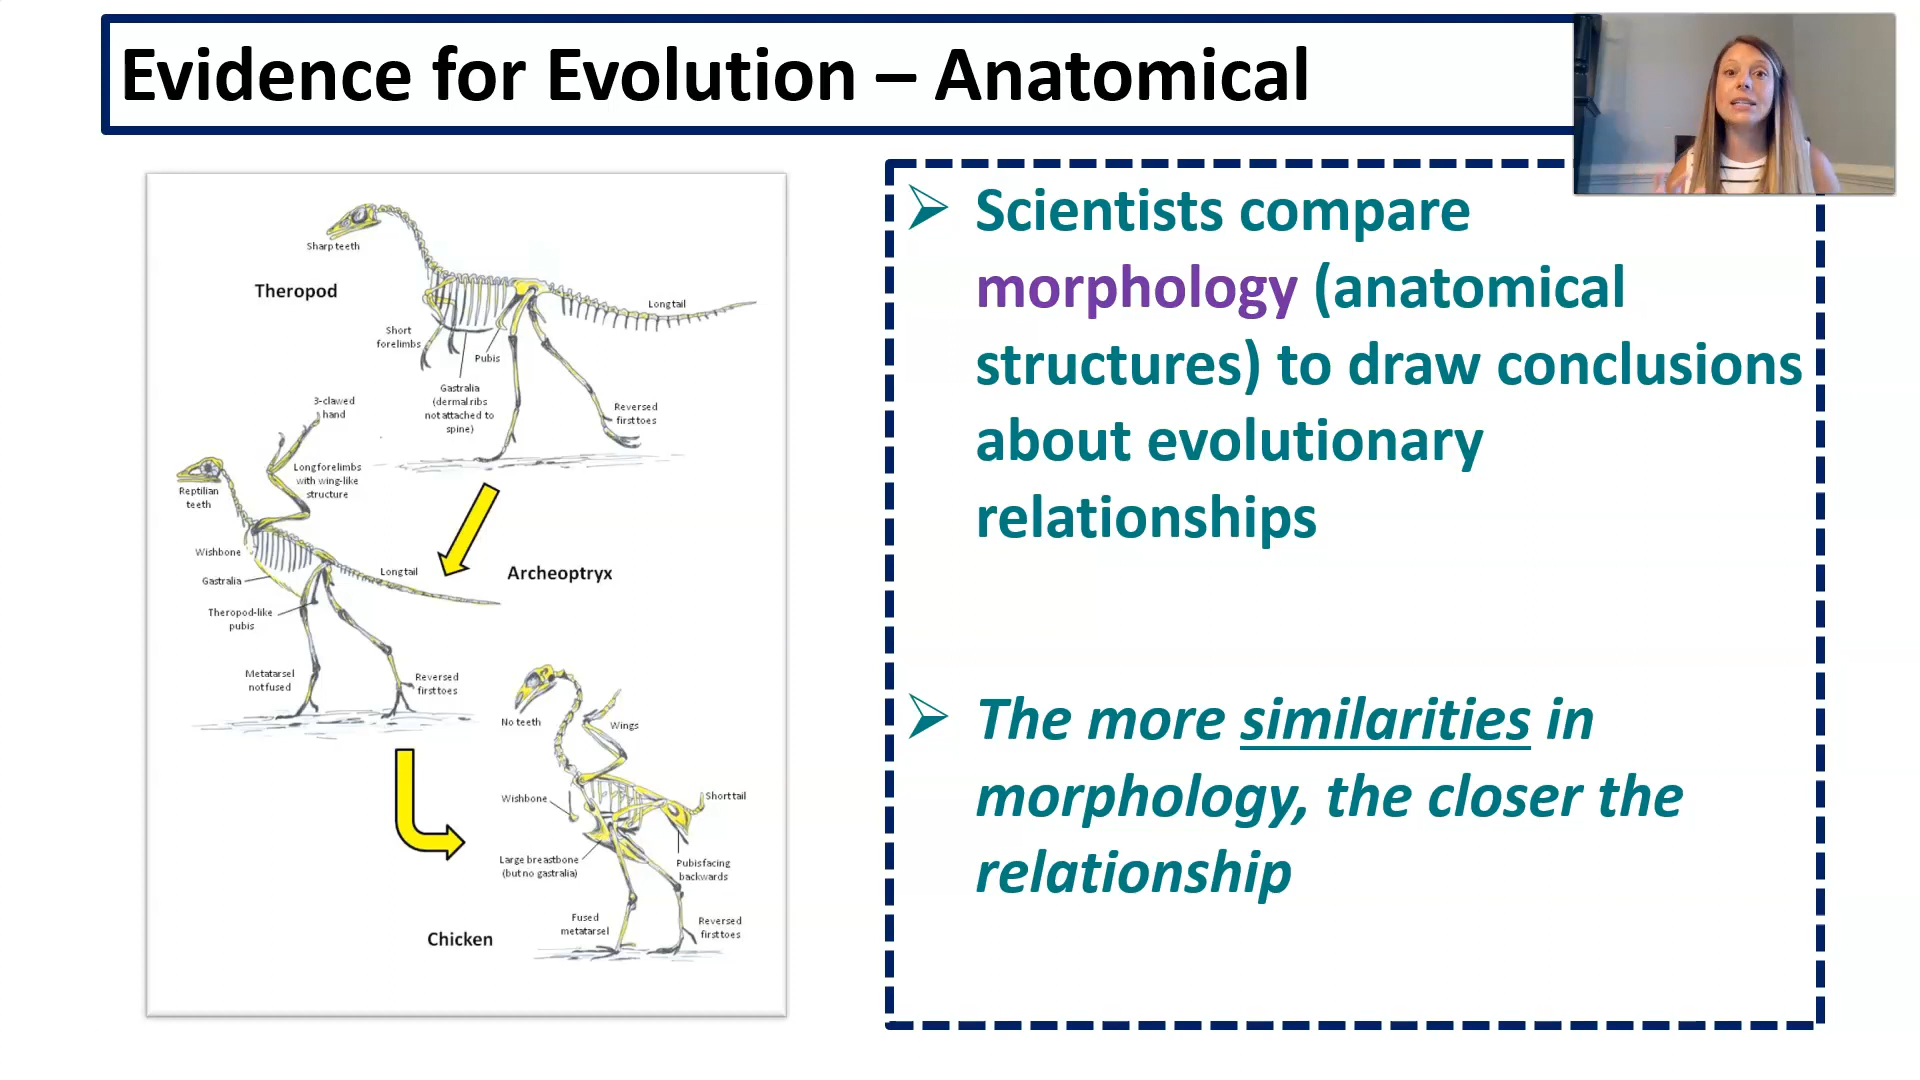 Evidence for Evolution – Anatomical
Sharp teeth
Theropod
Long tail
Short
forelimbs
Pubis
Gastralia
(dermal ribs
not attached to
spine)
Reversed
first toes
3-clawed
hand
Long forelimbs
with wing-like
structure
Reptilian
teeth
Wishbone
Gastralia
Long tail
Archeoptryx
Theropod-like
pubis
Metatarsel
not fused
Reversed
first toes
No teeth
Wings
Wishbone
Short tail
Large breastbone
(but no gastralia)
Pubis facing
backwards
Fused
metatarsel
Reversed
first toes
Chicken
➢ Scientists compare
morphology (anatomical
structures) to draw conclusions
about evolutionary
relationships
➢ The more similarities in
morphology, the closer the
relationship